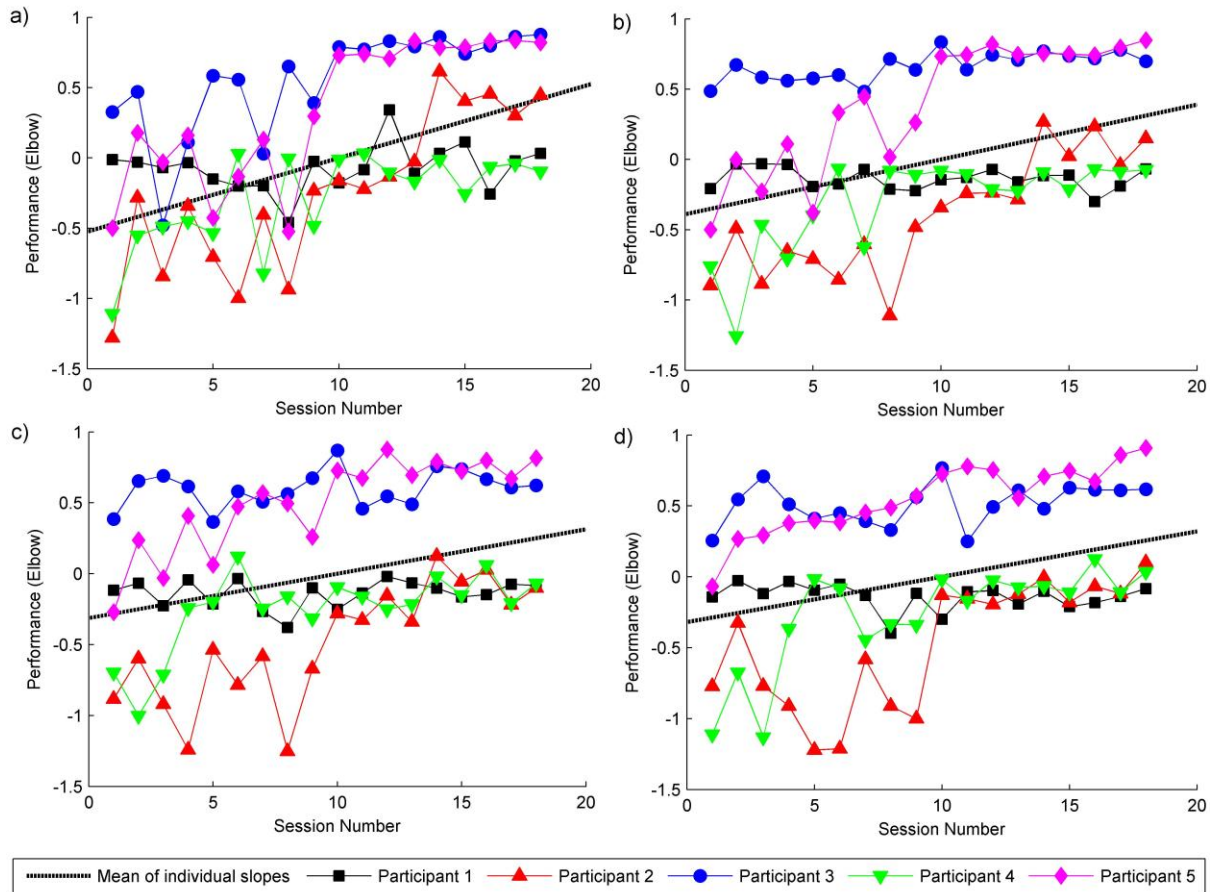 a)
1
0.5
0
-0.5
-1
-1.5
Performance (Elbow)
0 5 10 15 20
Session Number
b)
1
0.5
0
-0.5
-1
-1.5
Performance (Elbow)
0 5 10 15 20
Session Number
c)
1
0.5
0
-0.5
-1
-1.5
Performance (Elbow)
0 5 10 15 20
Session Number
d)
1
0.5
0
-0.5
-1
-1.5
Performance (Elbow)
0 5 10 15 20
Session Number
Mean of individual slopes Participant 1 Participant 2 Participant 3 Participant 4 Participant 5